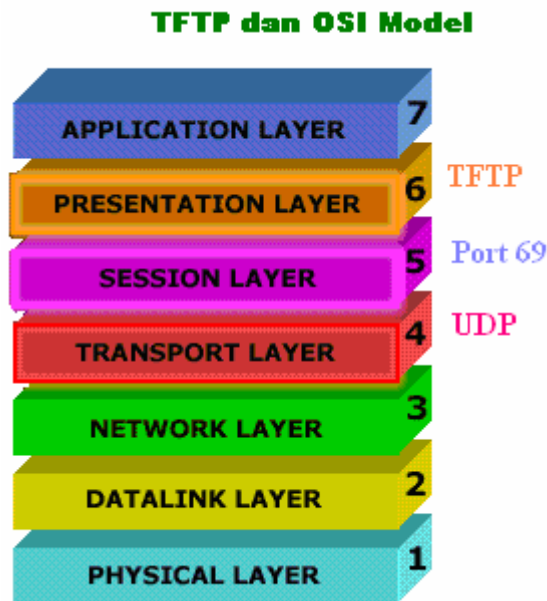 TFTP dan OSI Model
APPLICATION LAYER 7
PRESENTATION LAYER 6 TFTP
SESSION LAYER 5 Port 69
TRANSPORT LAYER 4 UDP
NETWORK LAYER 3
DATALINK LAYER 2
PHYSICAL LAYER 1